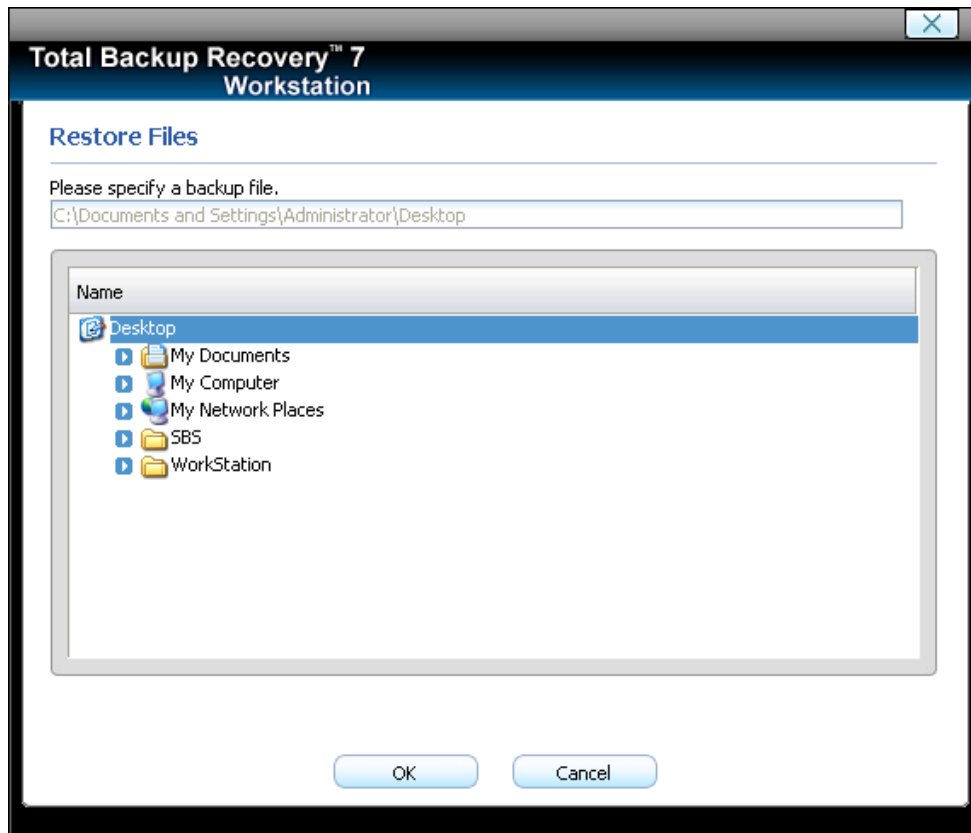 Total Backup Recovery™ 7
Workstation
Restore Files
Please specify a backup file.
C:\Documents and Settings\Administrator\Desktop
Name
Desktop
My Documents
My Computer
My Network Places
SBS
WorkStation
OK
Cancel